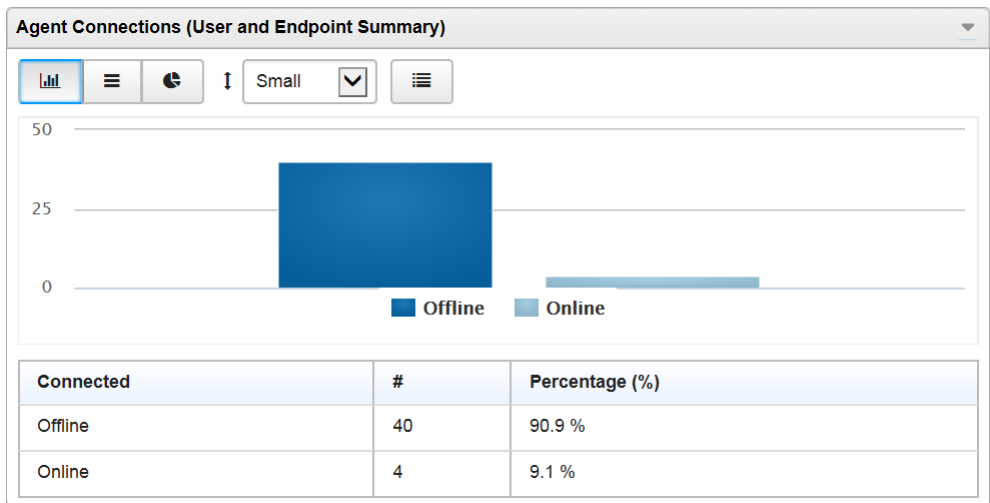 Agent Connections (User and Endpoint Summary)
Small
50
25
0
Offline Online
Connected # Percentage (%)
Offline 40 90.9 %
Online 4 9.1 %